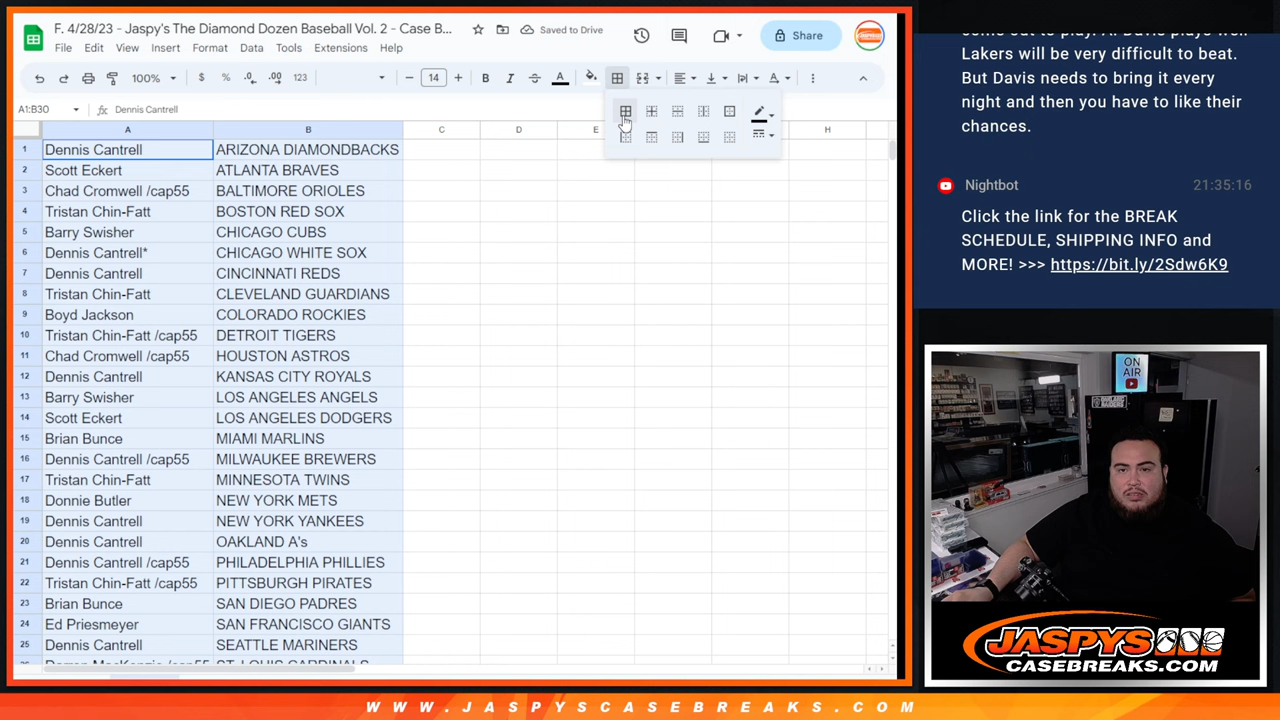 F. 4/28/23 - Jaspy's The Diamond Dozen Baseball Vol. 2 - Case B...
Saved to Drive
Share
File Edit View Insert Format Data Tools Extensions Help
100% $ % .0 .00 123 14 B I A
A1:B30 fx Dennis Cantrell
A B C D E H
1 Dennis Cantrell ARIZONA DIAMONDBACKS
2 Scott Eckert ATLANTA BRAVES
3 Chad Cromwell /cap55 BALTIMORE ORIOLES
4 Tristan Chin-Fatt BOSTON RED SOX
5 Barry Swisher CHICAGO CUBS
6 Dennis Cantrell* CHICAGO WHITE SOX
7 Dennis Cantrell CINCINNATI REDS
8 Tristan Chin-Fatt CLEVELAND GUARDIANS
9 Boyd Jackson COLORADO ROCKIES
10 Tristan Chin-Fatt /cap55 DETROIT TIGERS
11 Chad Cromwell /cap55 HOUSTON ASTROS
12 Dennis Cantrell KANSAS CITY ROYALS
13 Barry Swisher LOS ANGELES ANGELS
14 Scott Eckert LOS ANGELES DODGERS
15 Brian Bunce MIAMI MARLINS
16 Dennis Cantrell /cap55 MILWAUKEE BREWERS
17 Tristan Chin-Fatt MINNESOTA TWINS
18 Donnie Butler NEW YORK METS
19 Dennis Cantrell NEW YORK YANKEES
20 Dennis Cantrell OAKLAND A's
21 Dennis Cantrell /cap55 PHILADELPHIA PHILLIES
22 Tristan Chin-Fatt /cap55 PITTSBURGH PIRATES
23 Brian Bunce SAN DIEGO PADRES
24 Ed Priesmeyer SAN FRANCISCO GIANTS
25 Dennis Cantrell SEATTLE MARINERS
Darren MacKenzie /cap55 ST. LOUIS CARDINALS
Lakers will be very difficult to beat.
But Davis needs to bring it every
night and then you have to like their
chances.
Nightbot 21:35:16
Click the link for the BREAK
SCHEDULE, SHIPPING INFO and
MORE! >>> https://bit.ly/2Sdw6K9
ON
AIR
JASPYS
CASEBREAKS.COM
WWW.JASPYSCASEBREAKS.COM